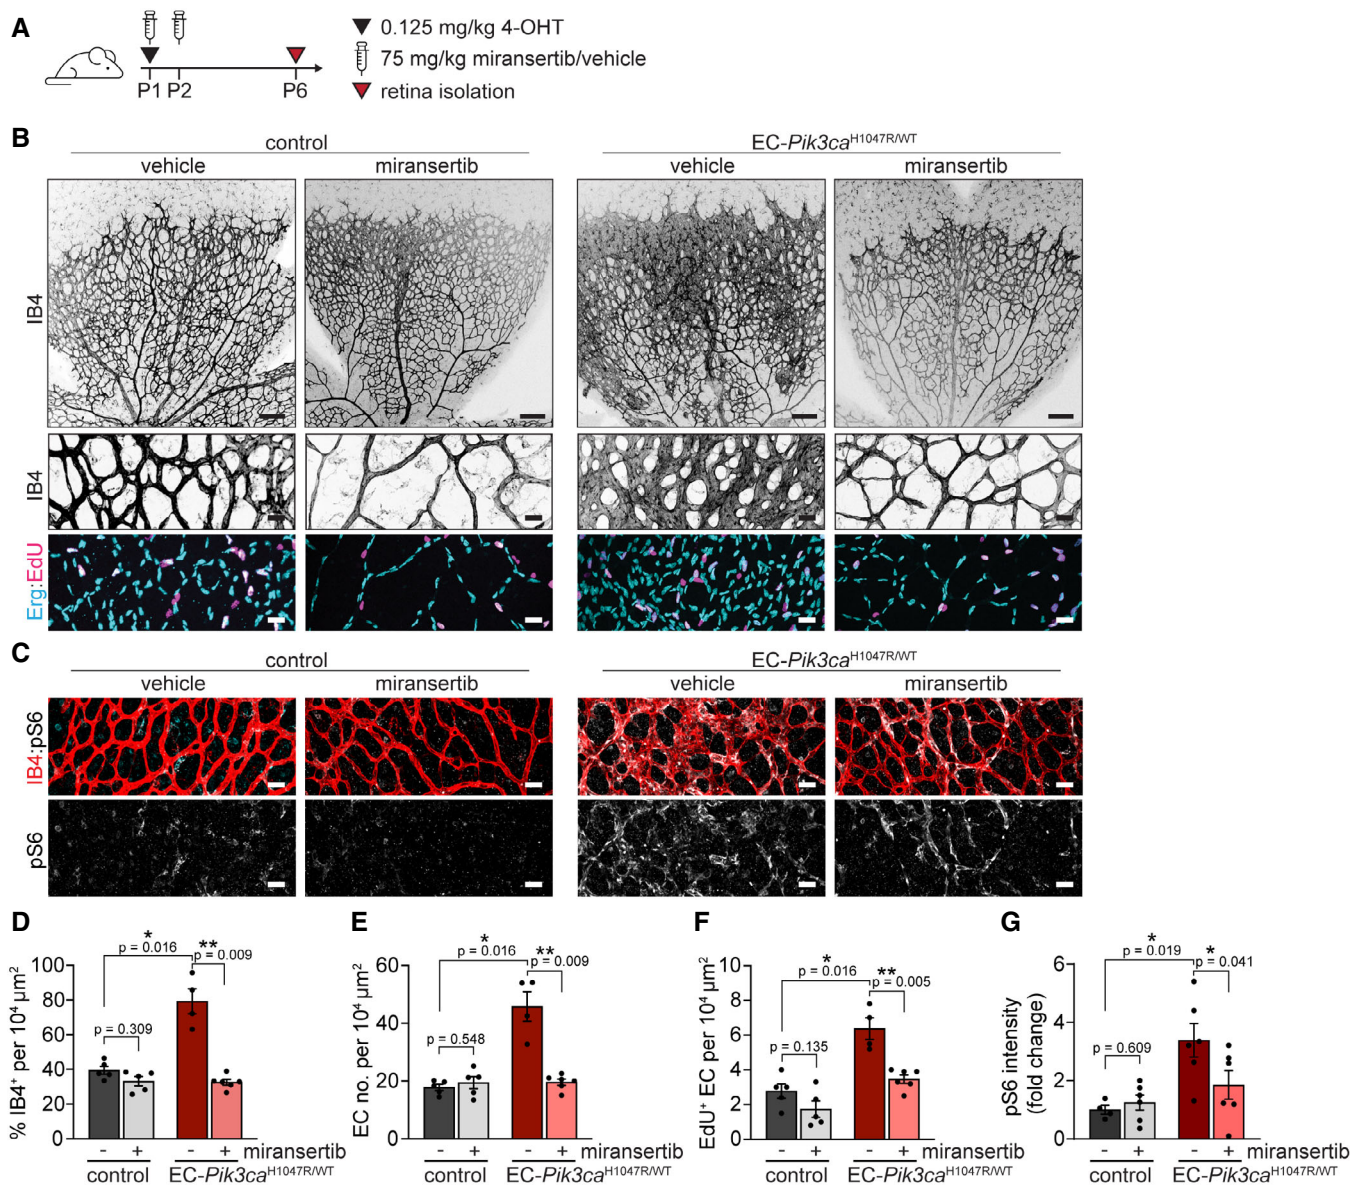 A
0.125 mg/kg 4-OHT
75 mg/kg miransertib/vehicle
P1 P2 P6
retina isolation
B
control
EC-Pik3caH1047R/WT
vehicle
miransertib
vehicle
miransertib
IB4
IB4
Erg:EdU
C
control
EC-Pik3caH1047R/WT
vehicle
miransertib
vehicle
miransertib
IB4:pS6
pS6
D
% IB4+ per 10⁴ µm²
100
80
60
40
20
0
*
p = 0.016
**
p = 0.009
p = 0.309
- + - + miransertib
control
EC-Pik3caH1047R/WT
E
EC no. per 10⁴ µm²
60
40
20
0
*
p = 0.016
**
p = 0.009
p = 0.548
- + - + miransertib
control
EC-Pik3caH1047R/WT
F
EdU+ EC per 10⁴ µm²
10
8
6
4
2
0
*
p = 0.016
**
p = 0.005
p = 0.135
- + - + miransertib
control
EC-Pik3caH1047R/WT
G
pS6 intensity
(fold change)
6
4
2
0
*
p = 0.019
*
p = 0.041
p = 0.609
- + - + miransertib
control
EC-Pik3caH1047R/WT